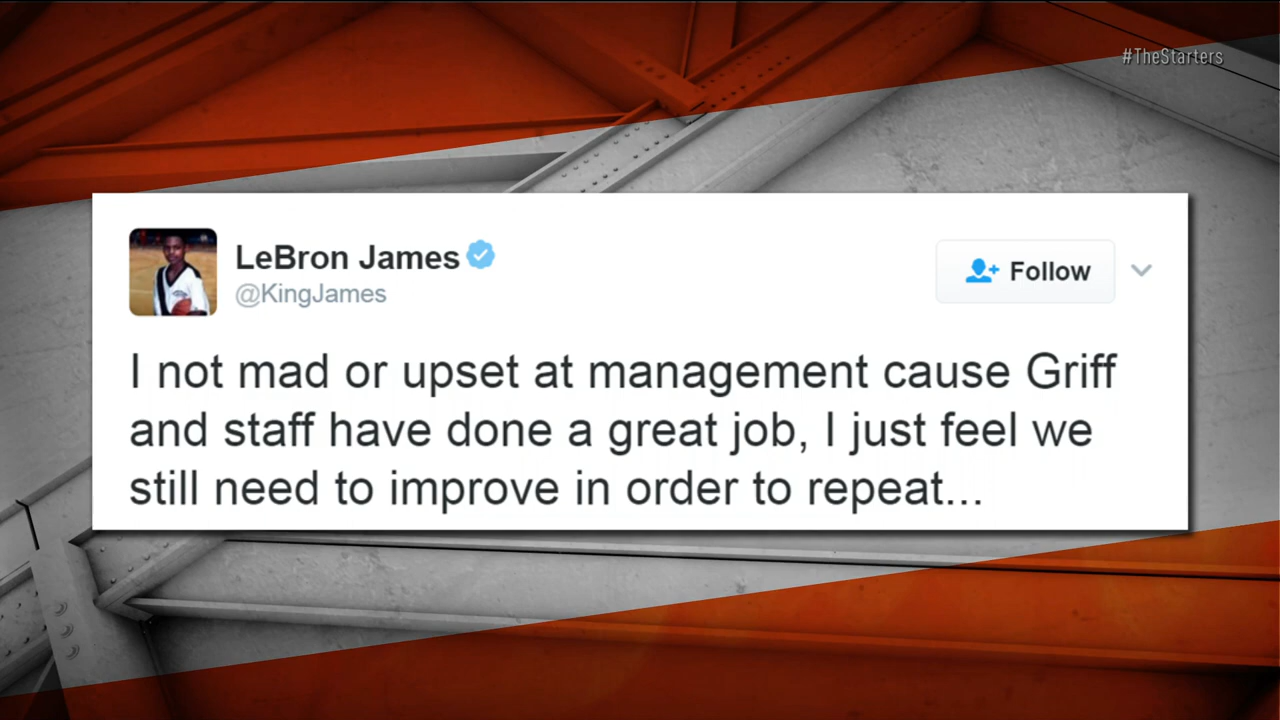 #TheStarters
LeBron James
@KingJames
Follow
I not mad or upset at management cause Griff
and staff have done a great job, I just feel we
still need to improve in order to repeat...